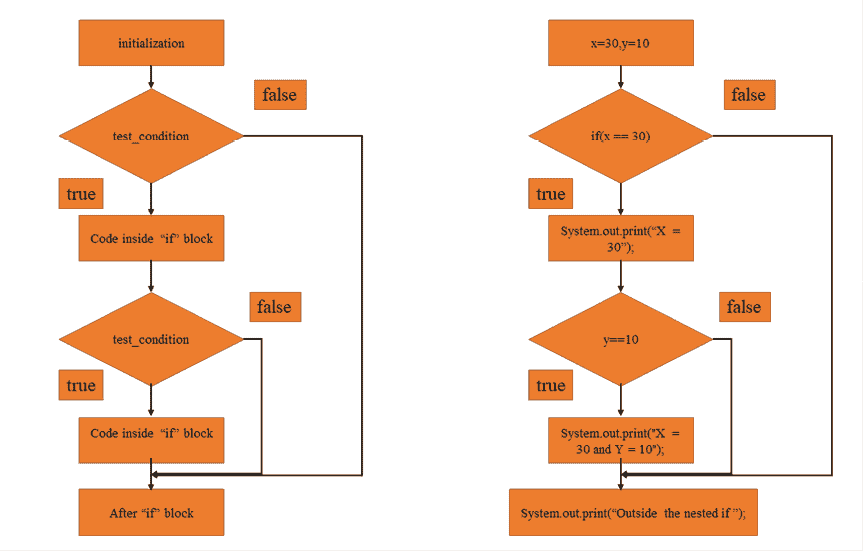 initialization
false
test_condition
true
Code inside “if” block
false
test_condition
true
Code inside “if” block
After “if” block
x=30,y=10
false
if(x == 30)
true
System.out.print(“X =
30”);
false
y==10
true
System.out.print("X =
30 and Y = 10");
System.out.print(“Outside the nested if ”);